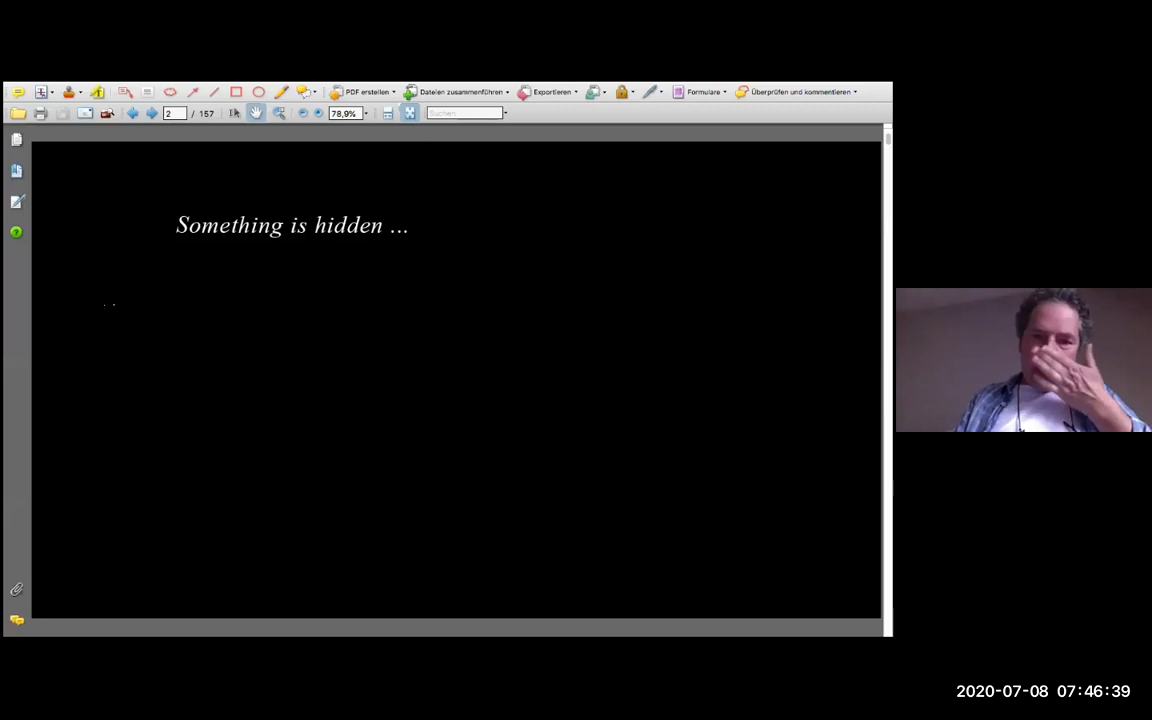 PDF erstellen
Dateien zusammenführen
Exportieren
Formulare
Überprüfen und kommentieren
2 / 157
78,9%
Suchen
Something is hidden ...
2020-07-08 07:46:39